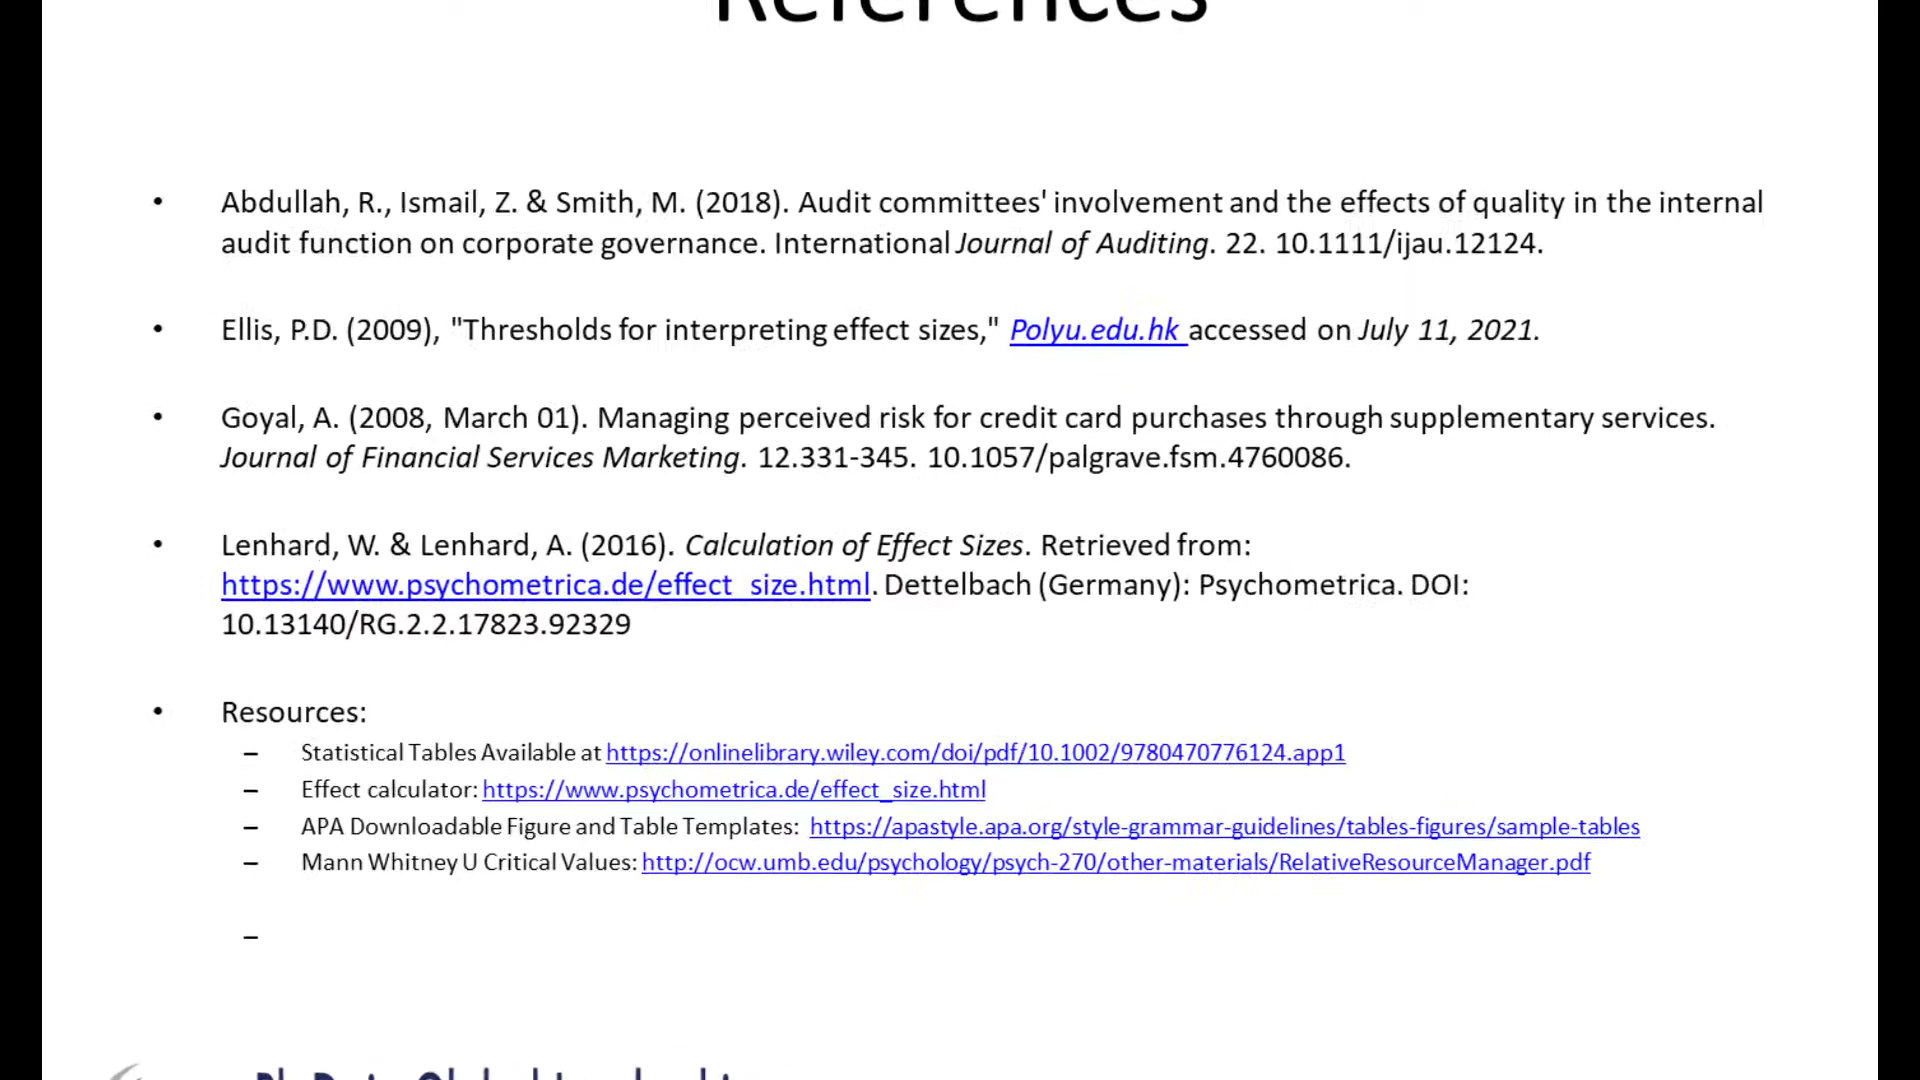 References
• Abdullah, R., Ismail, Z. & Smith, M. (2018). Audit committees' involvement and the effects of quality in the internal
audit function on corporate governance. International Journal of Auditing. 22. 10.1111/ijau.12124.
• Ellis, P.D. (2009), "Thresholds for interpreting effect sizes," Polyu.edu.hk accessed on July 11, 2021.
• Goyal, A. (2008, March 01). Managing perceived risk for credit card purchases through supplementary services.
Journal of Financial Services Marketing. 12.331-345. 10.1057/palgrave.fsm.4760086.
• Lenhard, W. & Lenhard, A. (2016). Calculation of Effect Sizes. Retrieved from:
https://www.psychometrica.de/effect_size.html. Dettelbach (Germany): Psychometrica. DOI:
10.13140/RG.2.2.17823.92329
• Resources:
– Statistical Tables Available at https://onlinelibrary.wiley.com/doi/pdf/10.1002/9780470776124.app1
– Effect calculator: https://www.psychometrica.de/effect_size.html
– APA Downloadable Figure and Table Templates: https://apastyle.apa.org/style-grammar-guidelines/tables-figures/sample-tables
– Mann Whitney U Critical Values: http://ocw.umb.edu/psychology/psych-270/other-materials/RelativeResourceManager.pdf
–